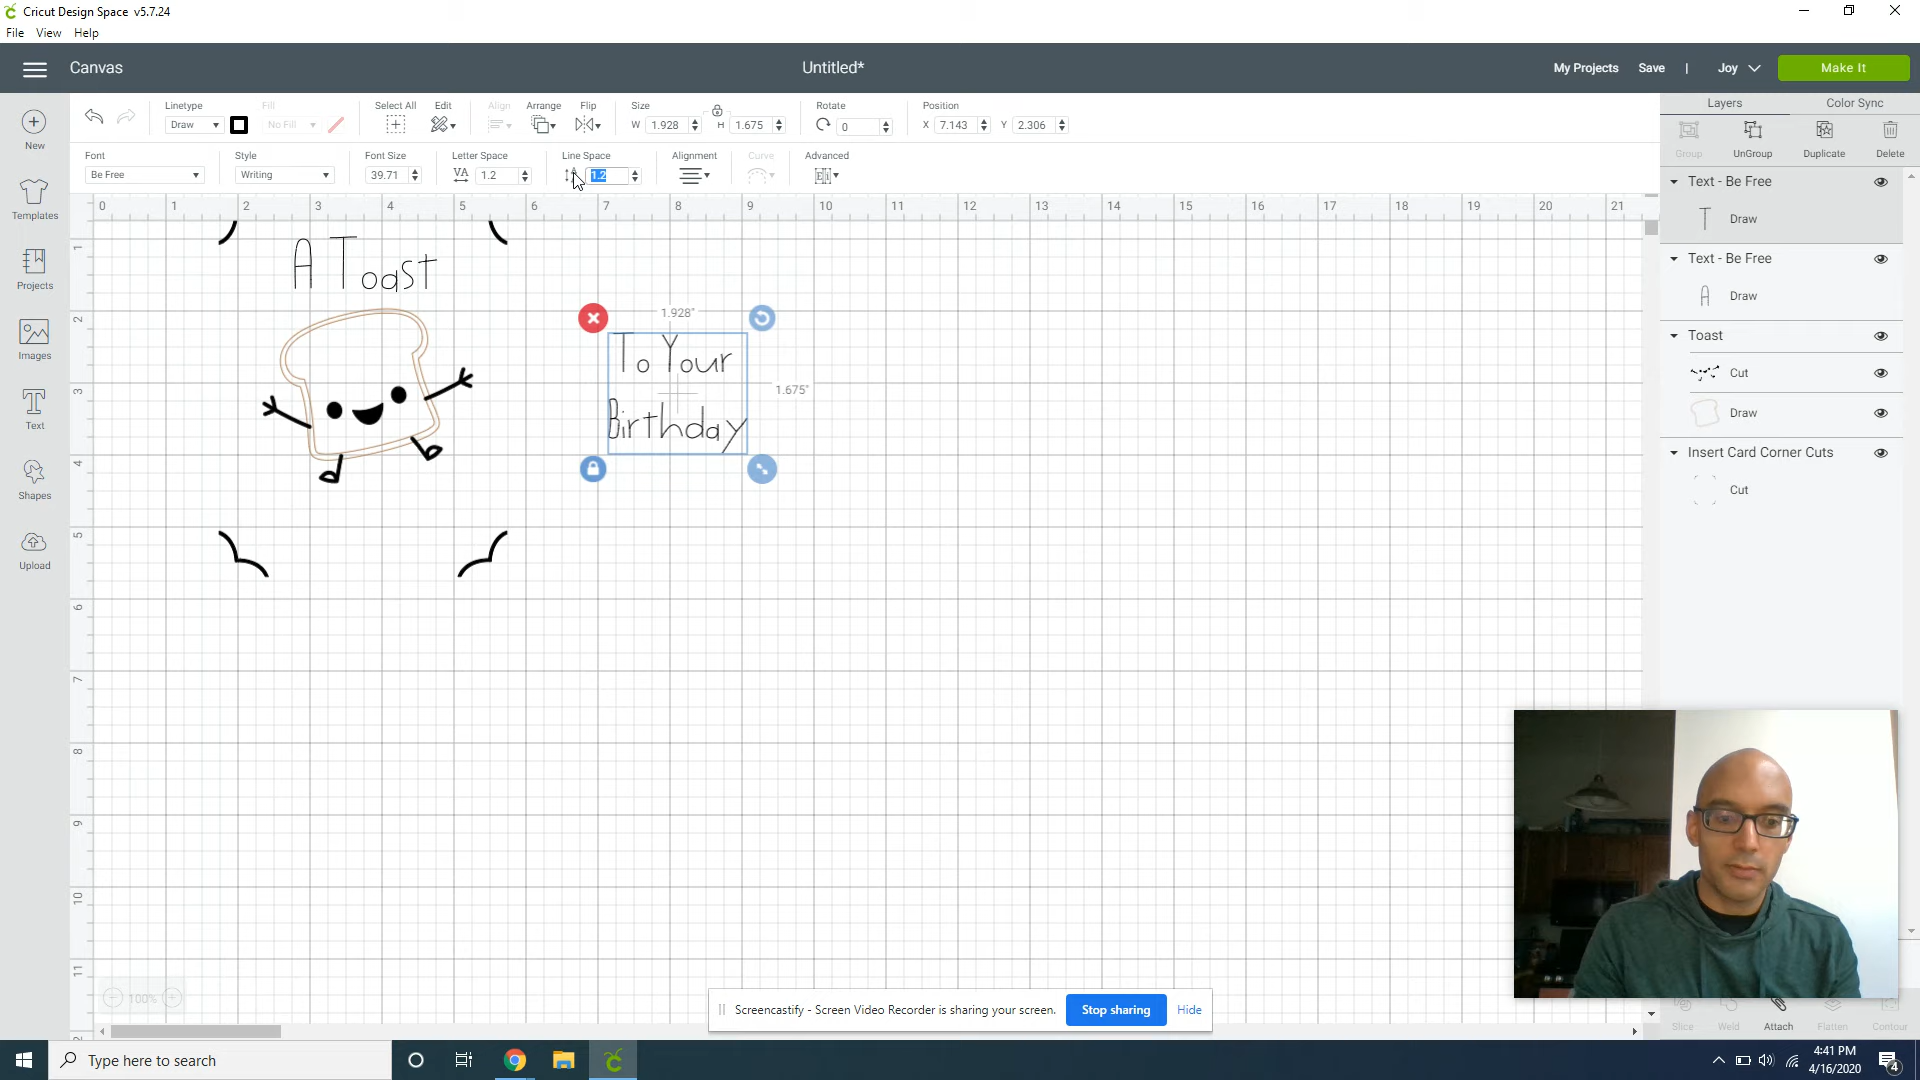 Cricut Design Space v5.7.24
File View Help
Canvas
Untitled*
My Projects Save | Joy Make It
Linetype Fill Select All Edit Align Arrange Flip Size Rotate Position
Draw No Fill W 1.928 H 1.675 0 X 7.143 Y 2.306
Font Style Font Size Letter Space Line Space Alignment Curve Advanced
Be Free Writing 39.71 VA 1.2 1.2
New
Templates
Projects
Images
Text
Shapes
Upload
0 1 2 3 4 5 6 7 8 9 10 11 12 13 14 15 16 17 18 19 20 21
1
2
3
4
5
6
7
8
9
10
11
A Toast
1.928"
1.675"
To Your
Birthday
100%
Layers Color Sync
Group UnGroup Duplicate Delete
Text - Be Free
Draw
Text - Be Free
Draw
Toast
Cut
Draw
Insert Card Corner Cuts
Cut
Slice Weld Attach Flatten Contour
Screencastify - Screen Video Recorder is sharing your screen. Stop sharing Hide
Type here to search
4:41 PM
4/16/2020
4